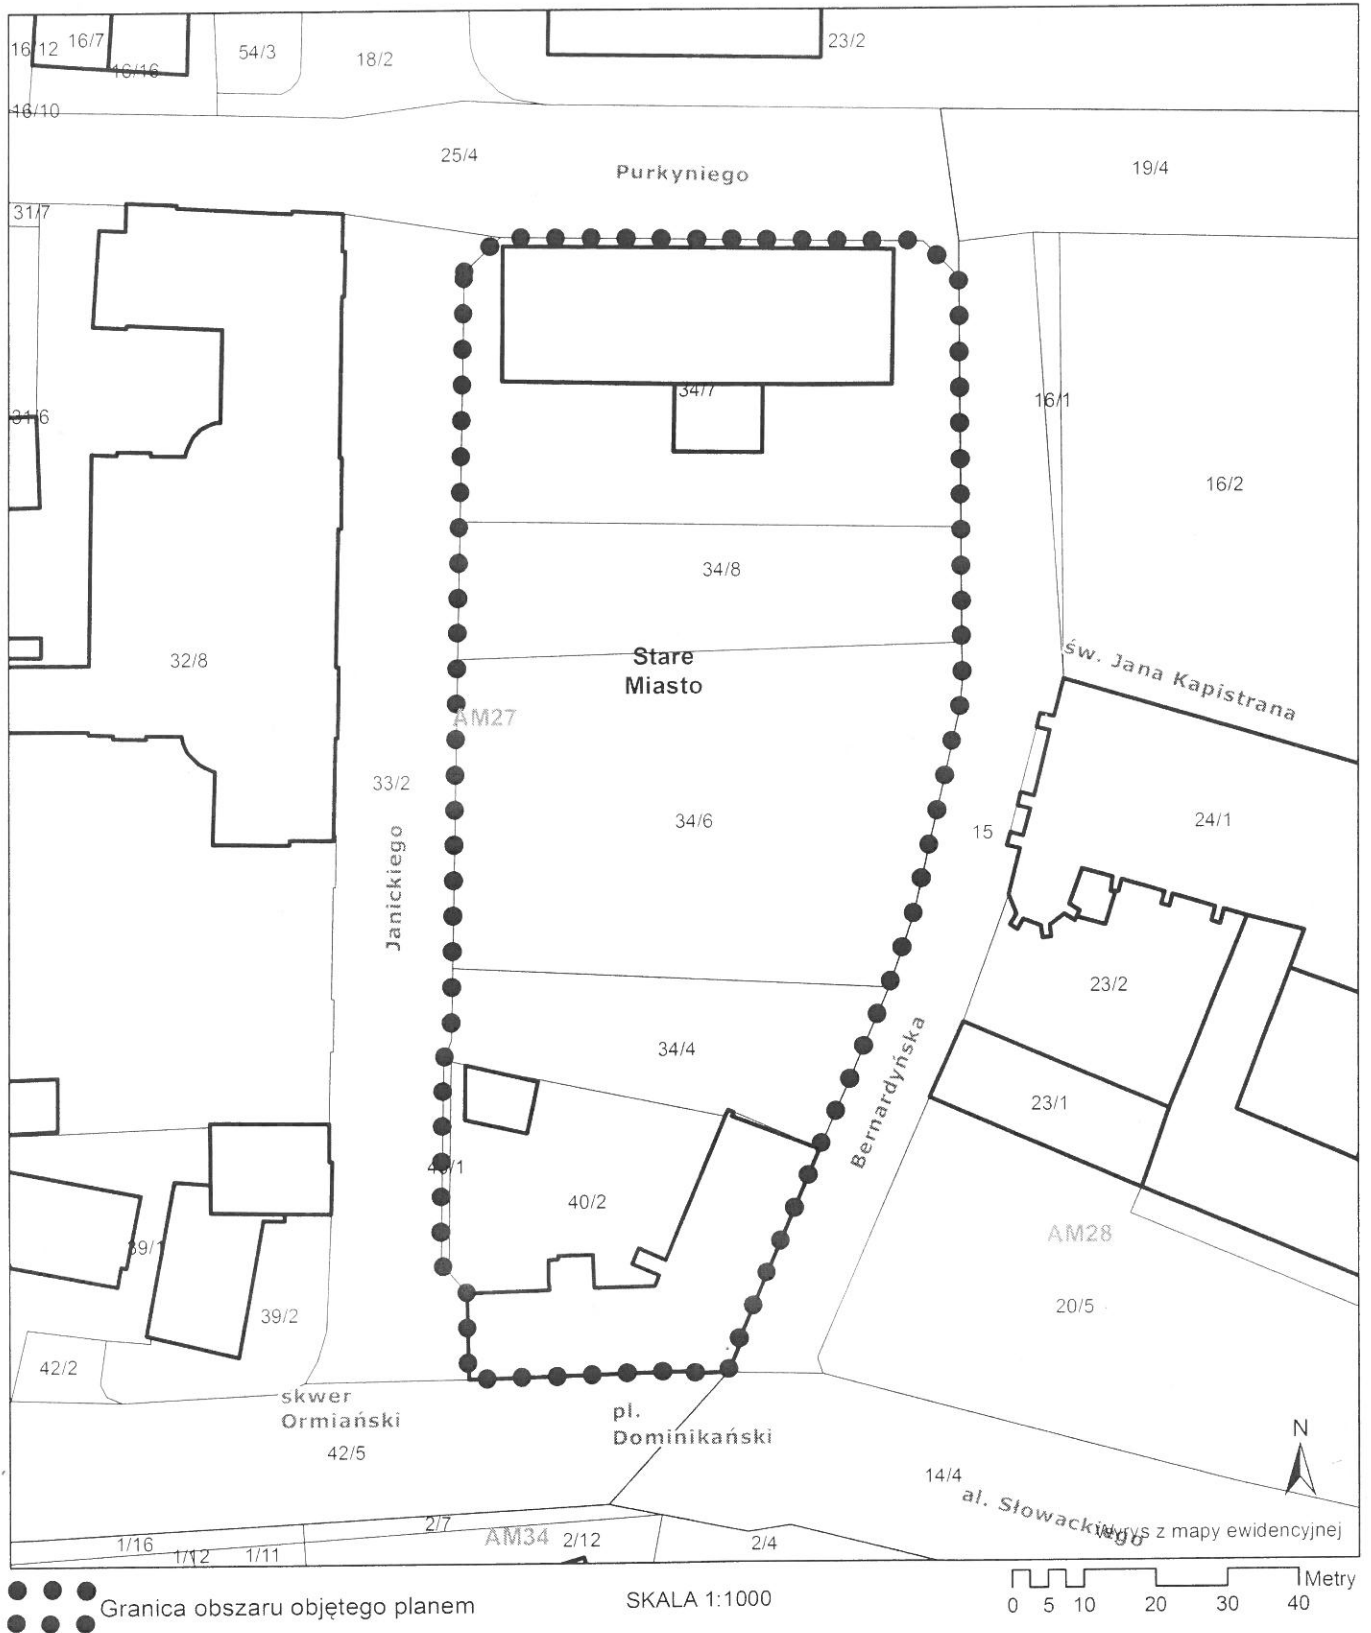 16/12
16/7
16/16
54/3
18/2
23/2
16/10
25/4
Purkyniego
19/4
31/7
34/7
16/1
31/6
16/2
34/8
Stare
Miasto
św. Jana Kapistrana
32/8
AM27
33/2
34/6
15
24/1
Janickiego
23/2
34/4
Bernardyńska
23/1
40/1
40/2
39/1
AM28
39/2
20/5
42/2
skwer
Ormiański
pl.
Dominikański
42/5
N
14/4
al. Słowackiego
Wyrys z mapy ewidencyjnej
1/16
1/12
1/11
2/7
AM34
2/12
2/4
Granica obszaru objętego planem
SKALA 1:1000
Metry
0 5 10 20 30 40